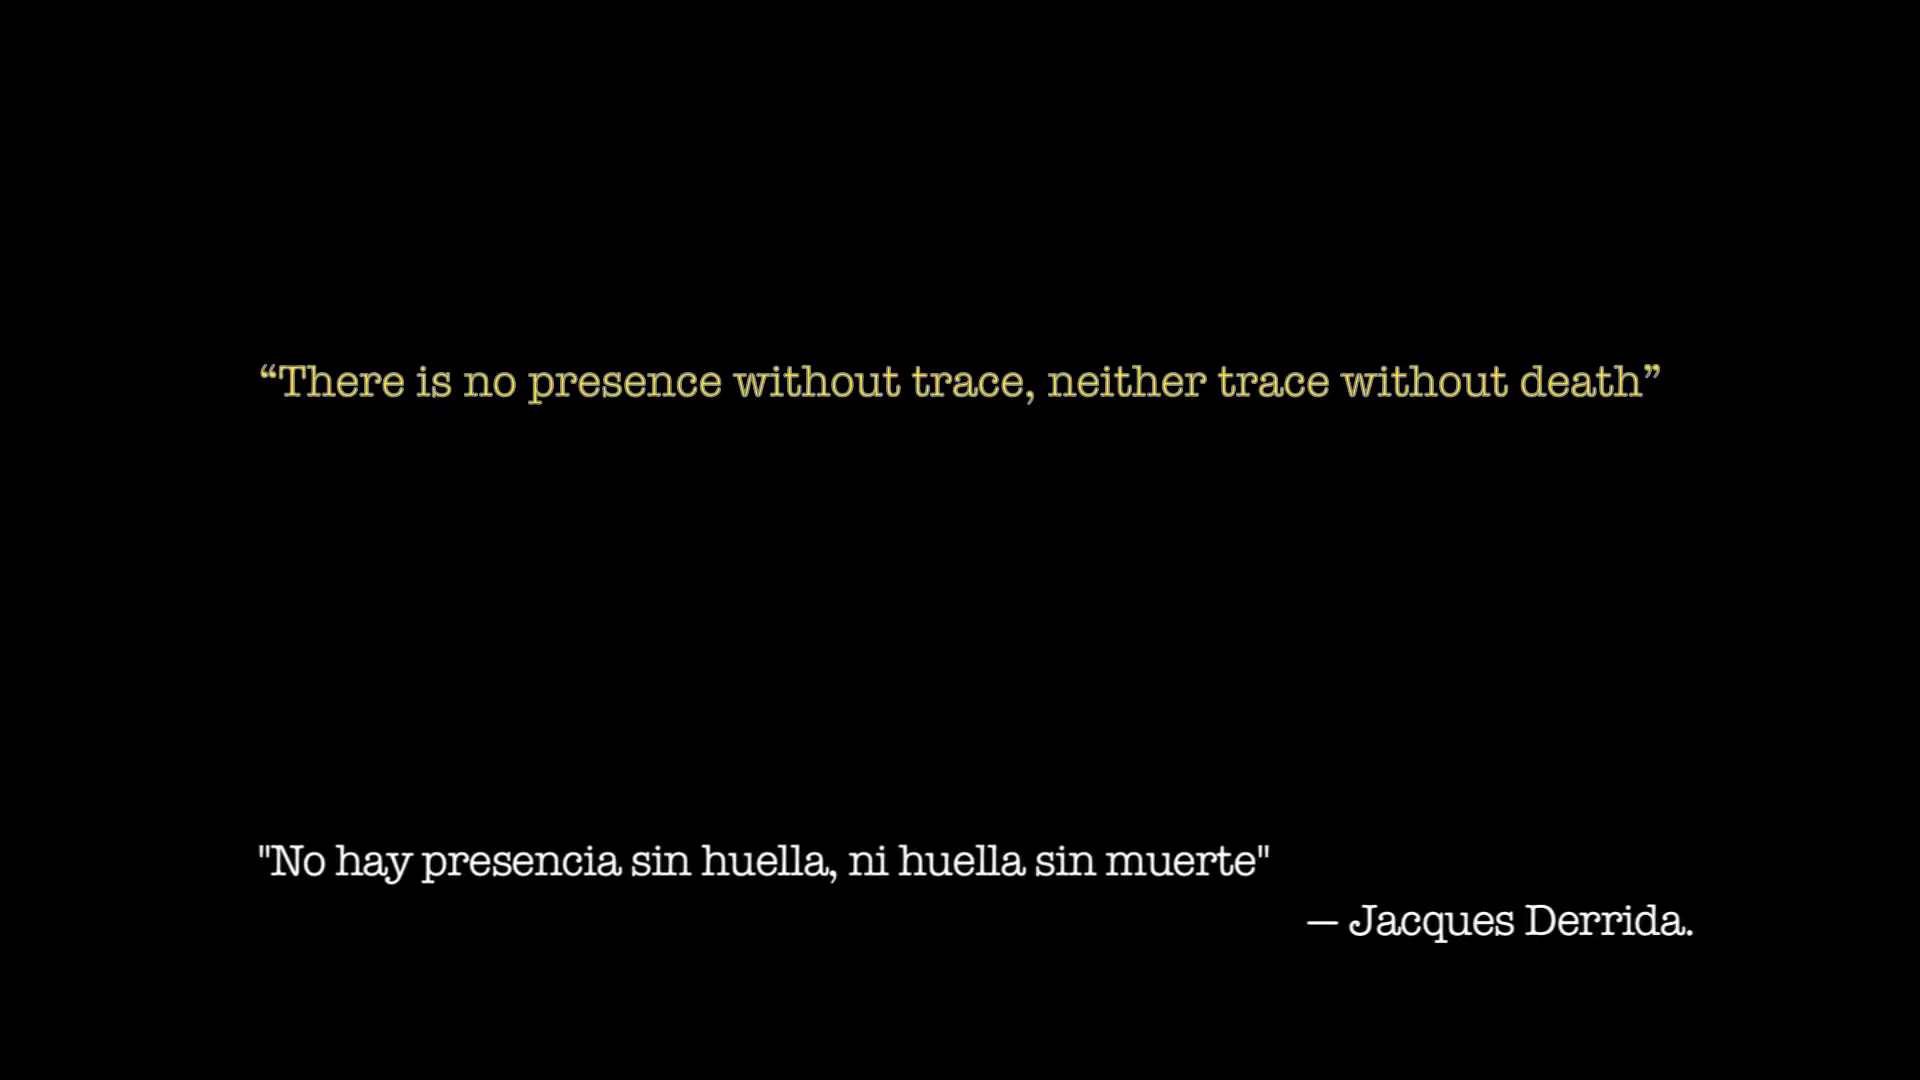 “There is no presence without trace, neither trace without death”
"No hay presencia sin huella, ni huella sin muerte"
— Jacques Derrida.